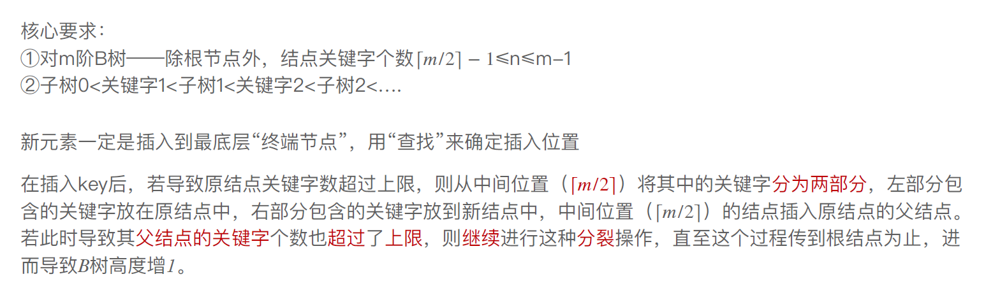 核心要求：
①对m阶B树——除根节点外，结点关键字个数⌈m/2⌉ − 1≤n≤m-1
②子树0<关键字1<子树1<关键字2<子树2<….
新元素一定是插入到最底层“终端节点”，用“查找”来确定插入位置
在插入key后，若导致原结点关键字数超过上限，则从中间位置（⌈m/2⌉）将其中的关键字分为两部分，左部分包
含的关键字放在原结点中，右部分包含的关键字放到新结点中，中间位置（⌈m/2⌉）的结点插入原结点的父结点。
若此时导致其父结点的关键字个数也超过了上限，则继续进行这种分裂操作，直至这个过程传到根结点为止，进
而导致B树高度增1。